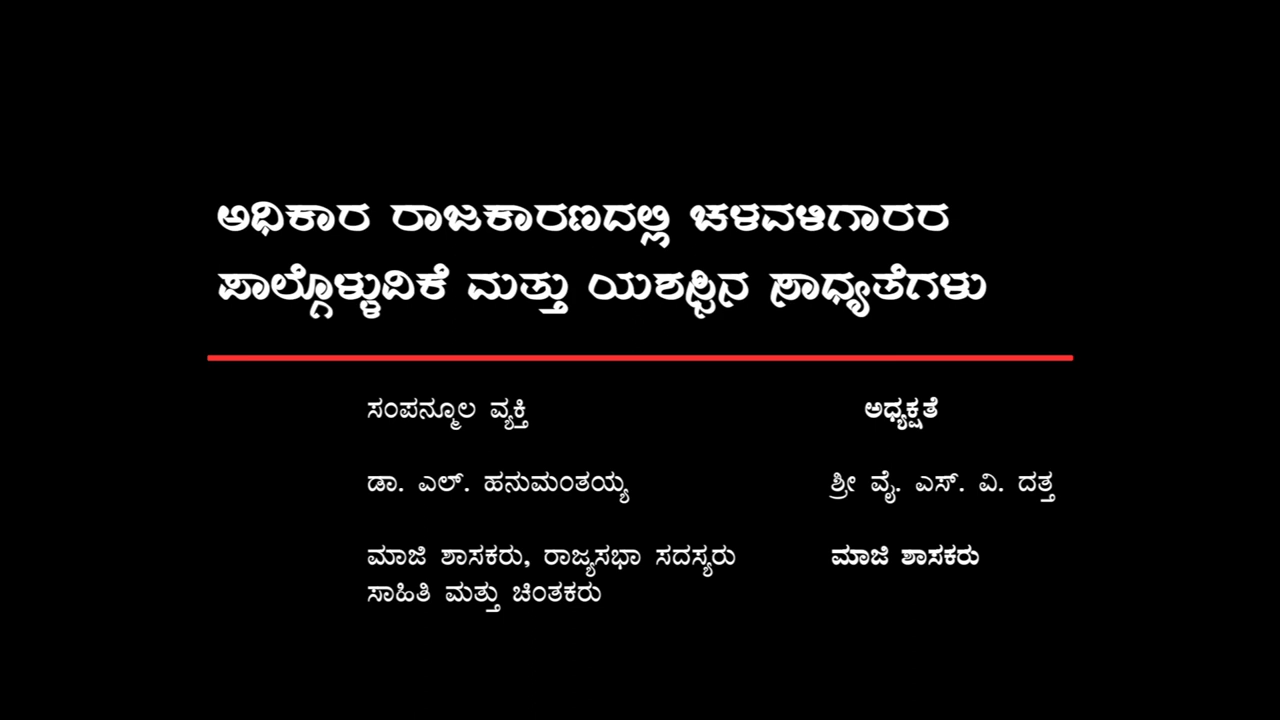 ಅಧಿಕಾರ ರಾಜಕಾರಣದಲ್ಲಿ ಚಳವಳಿಗಾರರ
ಪಾಲ್ಗೊಳ್ಳುವಿಕೆ ಮತ್ತು ಯಶಸ್ಸಿನ ಸಾಧ್ಯತೆಗಳು
ಸಂಪನ್ಮೂಲ ವ್ಯಕ್ತಿ
ಅಧ್ಯಕ್ಷತೆ
ಡಾ. ಎಲ್. ಹನುಮಂತಯ್ಯ
ಶ್ರೀ ವೈ. ಎಸ್. ವಿ. ದತ್ತ
ಮಾಜಿ ಶಾಸಕರು, ರಾಜ್ಯಸಭಾ ಸದಸ್ಯರು
ಮಾಜಿ ಶಾಸಕರು
ಸಾಹಿತಿ ಮತ್ತು ಚಿಂತಕರು